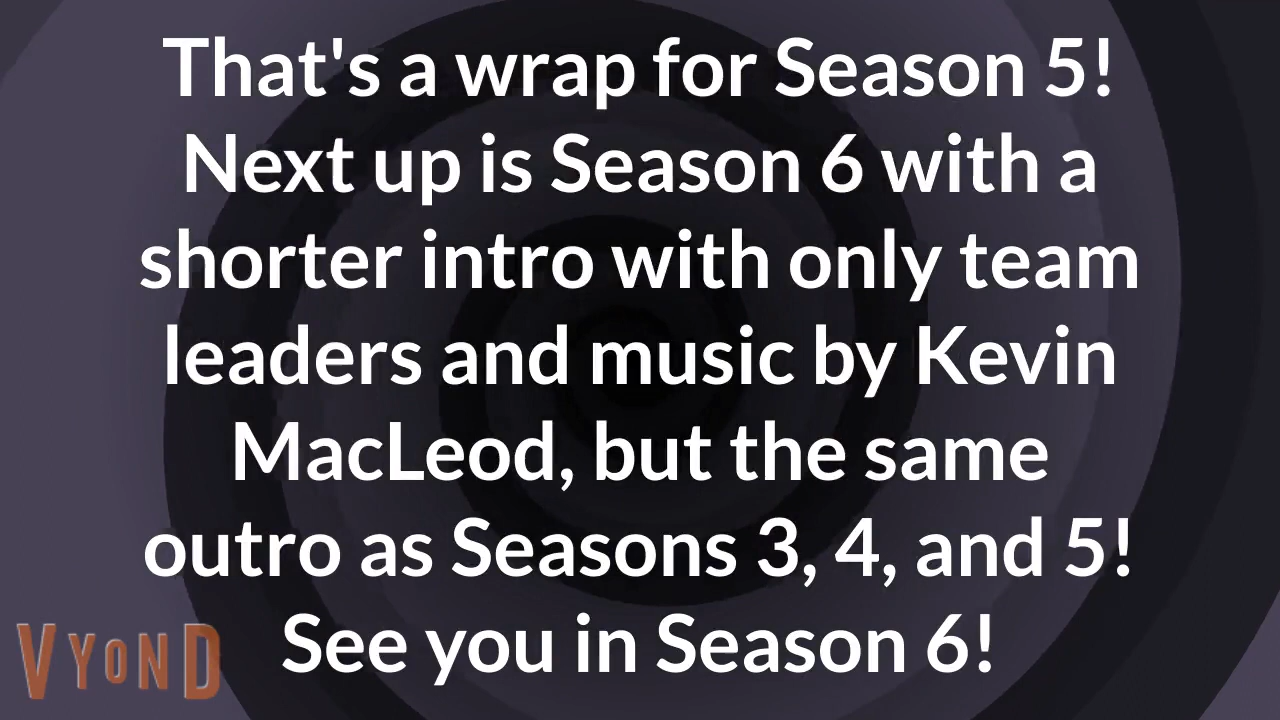 That's a wrap for Season 5!
Next up is Season 6 with a
shorter intro with only team
leaders and music by Kevin
MacLeod, but the same
outro as Seasons 3, 4, and 5!
See you in Season 6!
VYOND